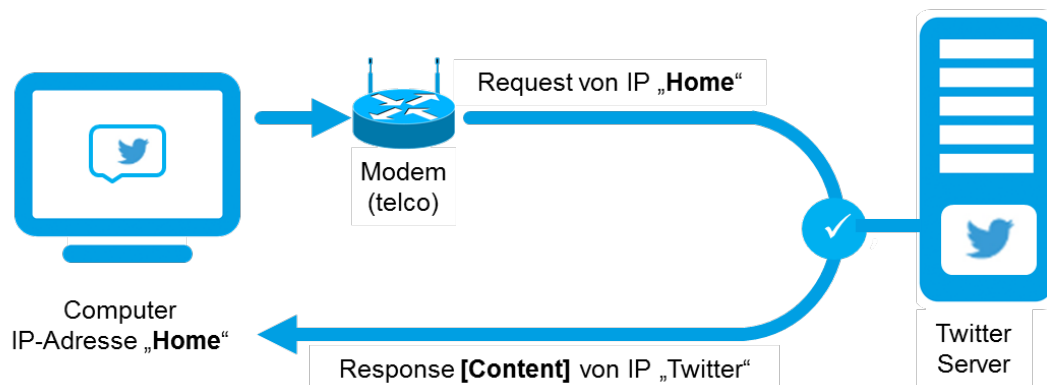 Request von IP „Home“
Modem
(telco)
Computer
IP-Adresse „Home“
Response [Content] von IP „Twitter“
Twitter
Server